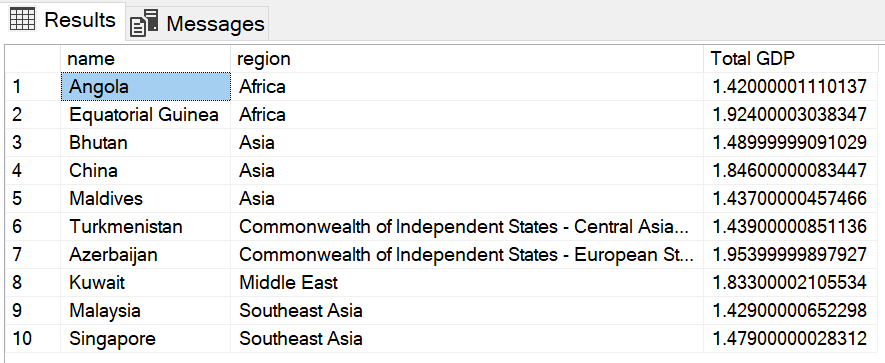 Results Messages
name region Total GDP
1 Angola Africa 1.42000001110137
2 Equatorial Guinea Africa 1.92400003038347
3 Bhutan Asia 1.48999999091029
4 China Asia 1.84600000083447
5 Maldives Asia 1.43700000457466
6 Turkmenistan Commonwealth of Independent States - Central Asia... 1.43900000851136
7 Azerbaijan Commonwealth of Independent States - European St... 1.95399999897927
8 Kuwait Middle East 1.83300002105534
9 Malaysia Southeast Asia 1.42900000652298
10 Singapore Southeast Asia 1.47900000028312